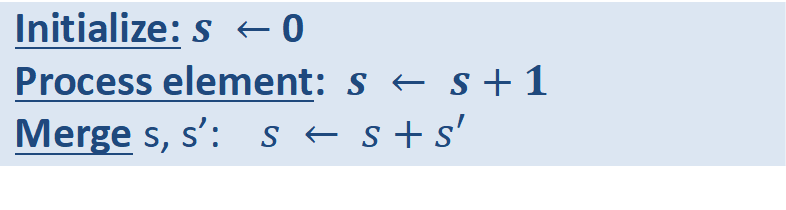 Initialize: s ← 0
Process element: s ← s + 1
Merge s, s’: s ← s + s′